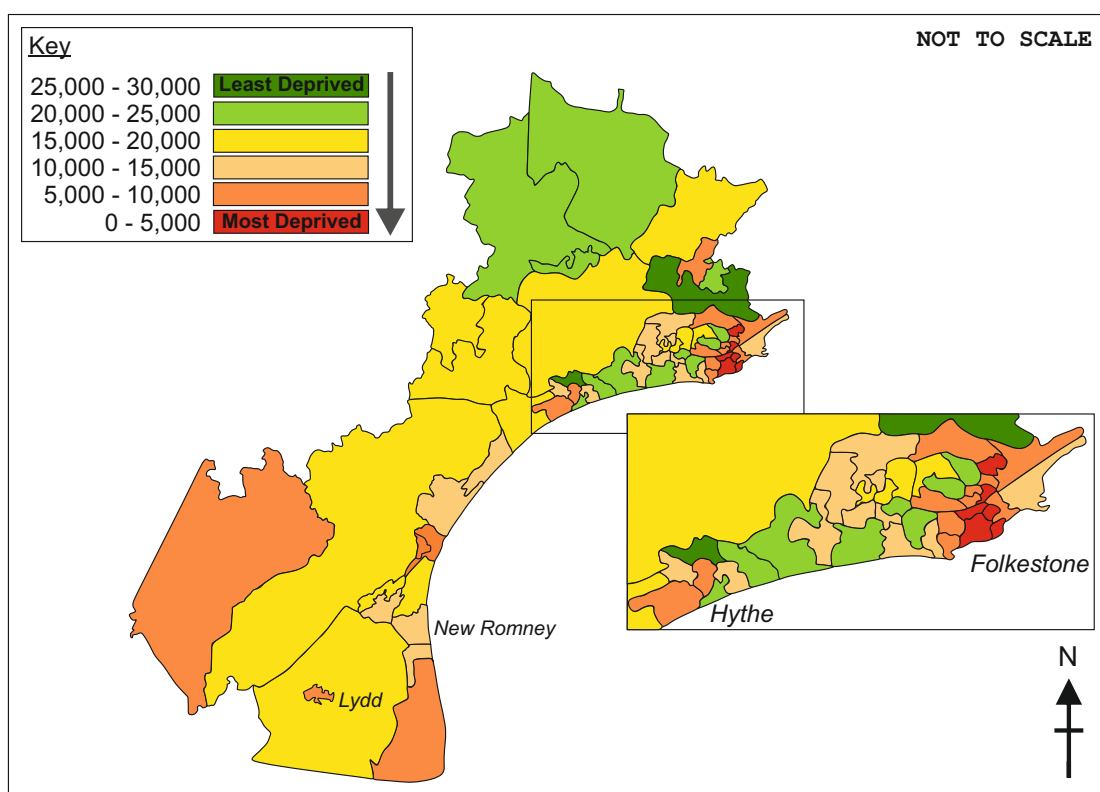 NOT TO SCALE
Key
25,000 - 30,000 Least Deprived
20,000 - 25,000
15,000 - 20,000
10,000 - 15,000
5,000 - 10,000
0 - 5,000 Most Deprived
Folkestone
Hythe
New Romney
Lydd
N